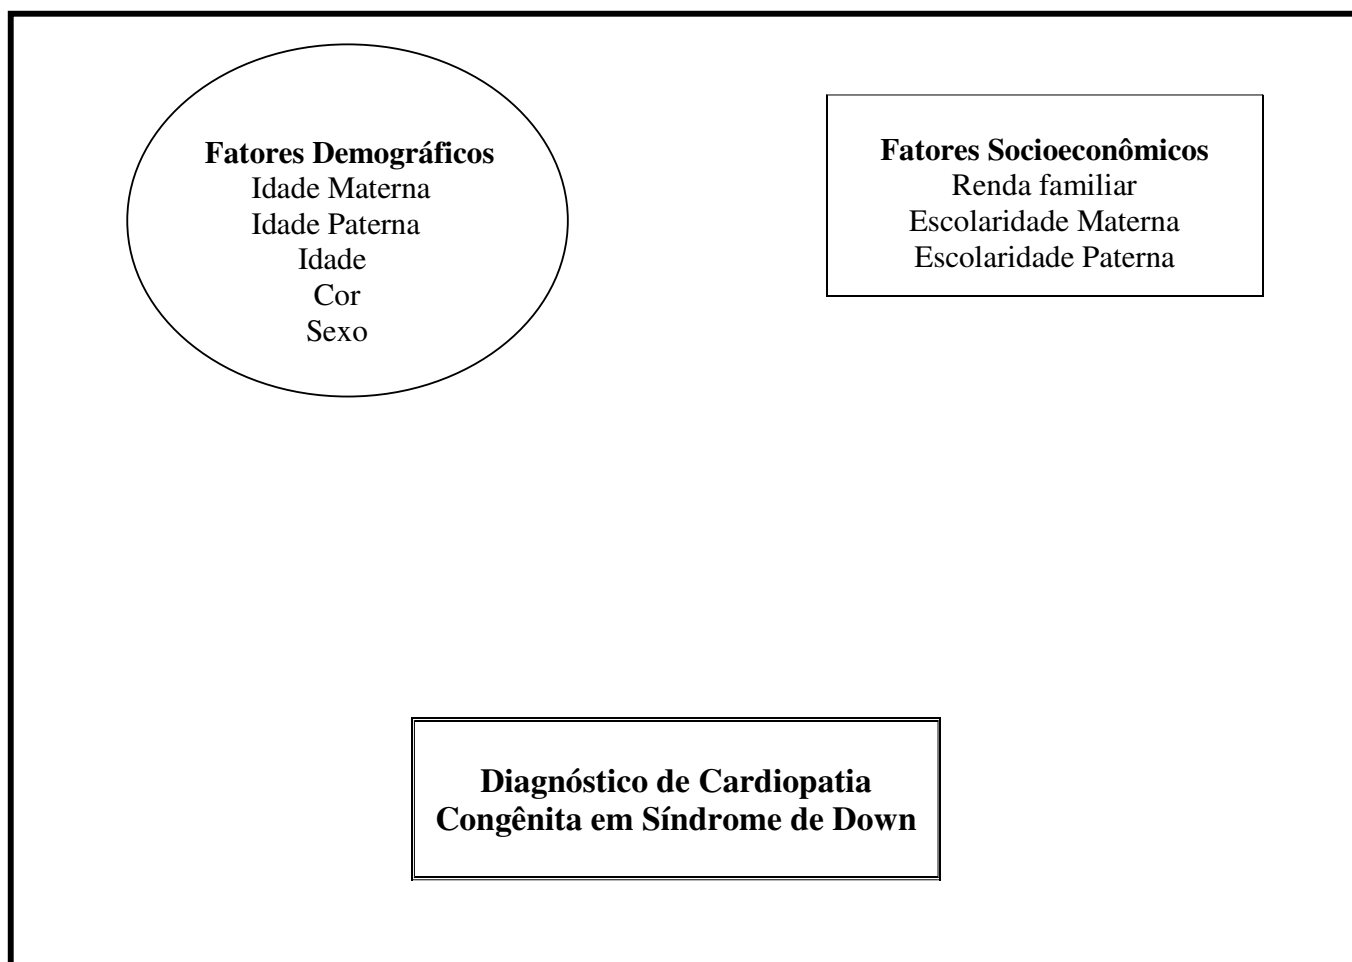 Fatores Demográficos
Idade Materna
Idade Paterna
Idade
Cor
Sexo
Fatores Socioeconômicos
Renda familiar
Escolaridade Materna
Escolaridade Paterna
Diagnóstico de Cardiopatia
Congênita em Síndrome de Down